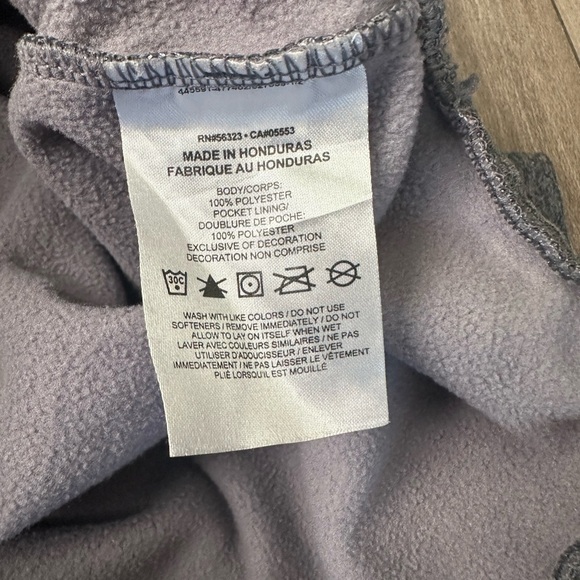 RN#56323 • CA#05553
MADE IN HONDURAS
FABRIQUE AU HONDURAS
BODY/CORPS:
100% POLYESTER
POCKET LINING/
DOUBLURE DE POCHE:
100% POLYESTER
EXCLUSIVE OF DECORATION
DECORATION NON COMPRISE
30C
WASH WITH LIKE COLORS / DO NOT USE
SOFTENERS / REMOVE IMMEDIATELY / DO NOT
ALLOW TO LAY ON ITSELF WHEN WET
LAVER AVEC COULEURS SIMILAIRES / NE PAS
UTILISER D'ADOUCISSEUR / ENLEVER
IMMEDIATEMENT / NE PAS LAISSER LE VÊTEMENT
PLIÉ LORSQU'IL EST MOUILLÉ